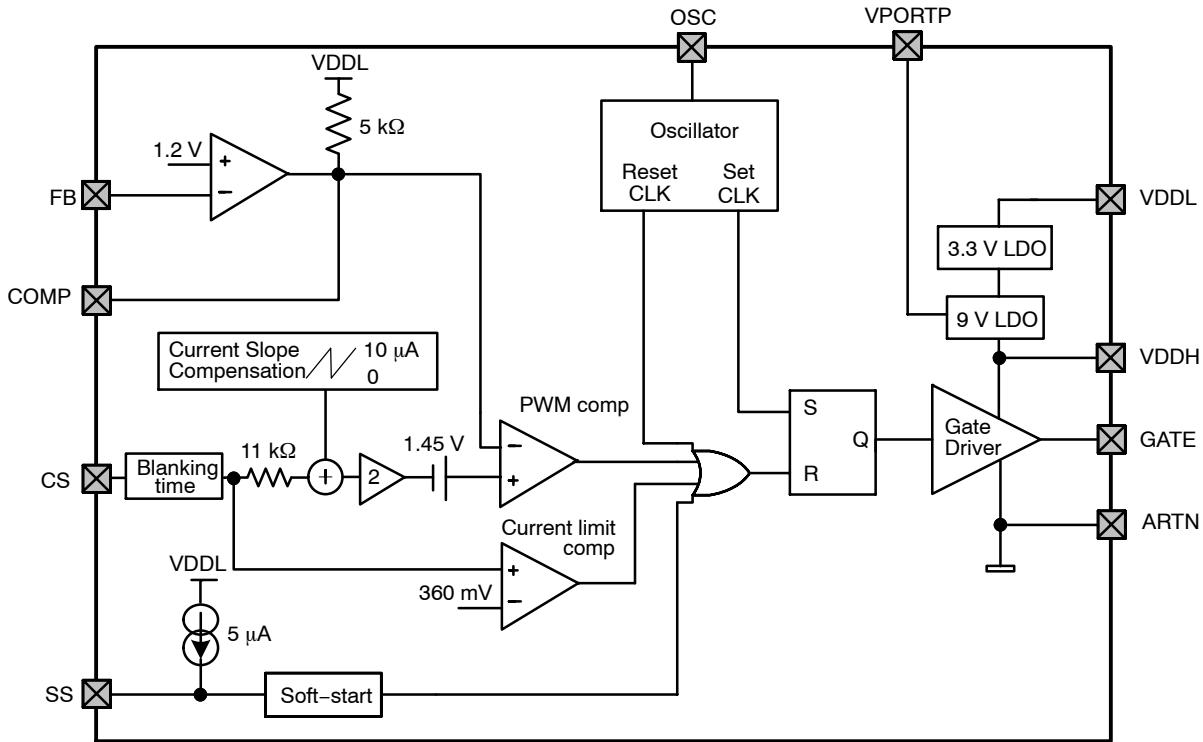 OSC
VPORTP
VDDL
5 kΩ
Oscillator
Reset
CLK
Set
CLK
1.2 V
+
−
FB
VDDL
3.3 V LDO
COMP
9 V LDO
VDDH
Current Slope
Compensation
10 μA
0
PWM comp
S
Q
R
Gate
Driver
GATE
11 kΩ
1.45 V
−
+
CS
Blanking
time
+
2
Current limit
comp
ARTN
VDDL
+
360 mV
−
5 μA
SS
Soft−start